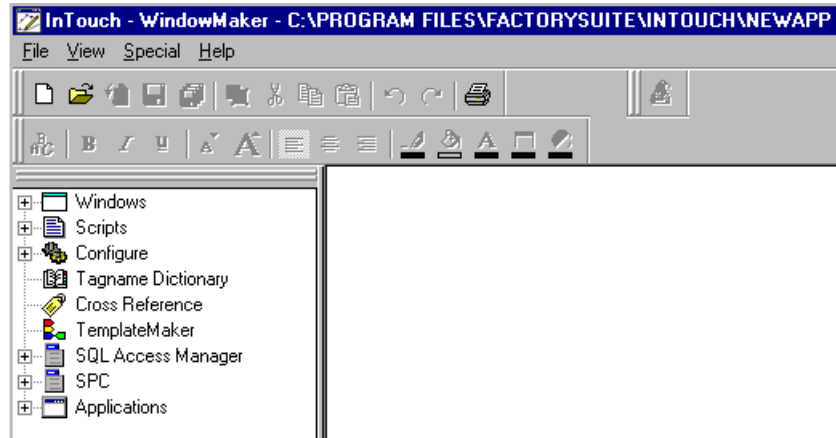 InTouch - WindowMaker - C:\PROGRAM FILES\FACTORYSUITE\INTOUCH\NEWAPP
File View Special Help
ABC B I U A A A
Windows
Scripts
Configure
Tagname Dictionary
Cross Reference
TemplateMaker
SQL Access Manager
SPC
Applications